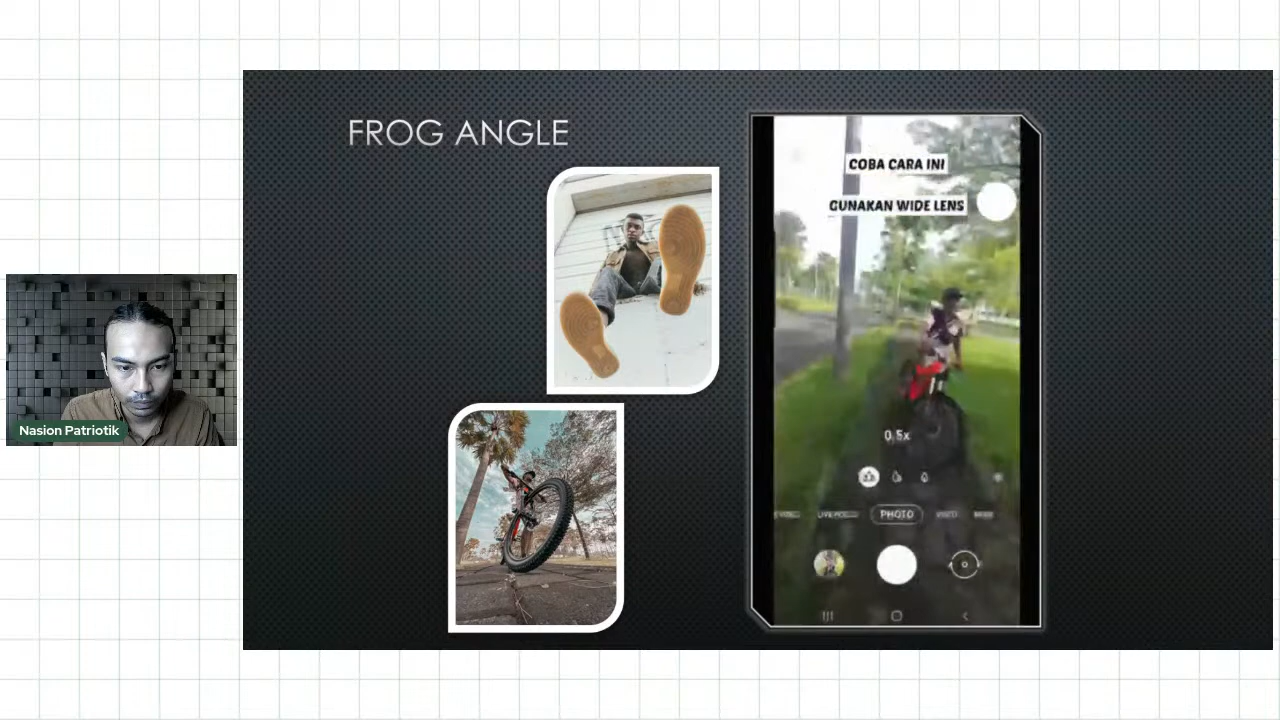 FROG ANGLE
COBA CARA INI
GUNAKAN WIDE LENS
0.5x
PHOTO
Nasion Patriotik